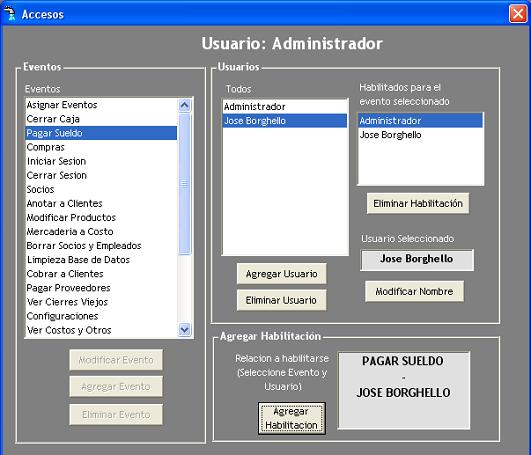 Accesos
Usuario: Administrador
Eventos
Eventos
Asignar Eventos
Cerrar Caja
Pagar Sueldo
Compras
Iniciar Sesion
Cerrar Sesion
Socios
Anotar a Clientes
Modificar Productos
Mercaderia a Costo
Borrar Socios y Empleados
Limpieza Base de Datos
Cobrar a Clientes
Pagar Proveedores
Ver Cierres Viejos
Configuraciones
Ver Costos y Otros
Modificar Evento
Agregar Evento
Eliminar Evento
Usuarios
Todos
Administrador
Jose Borghello
Agregar Usuario
Eliminar Usuario
Habilitados para el
evento seleccionado
Administrador
Jose Borghello
Eliminar Habilitación
Usuario Seleccionado
Jose Borghello
Modificar Nombre
Agregar Habilitación
Relacion a habilitarse
(Seleccione Evento y
Usuario)
Agregar
Habilitacion
PAGAR SUELDO
-
JOSE BORGHELLO